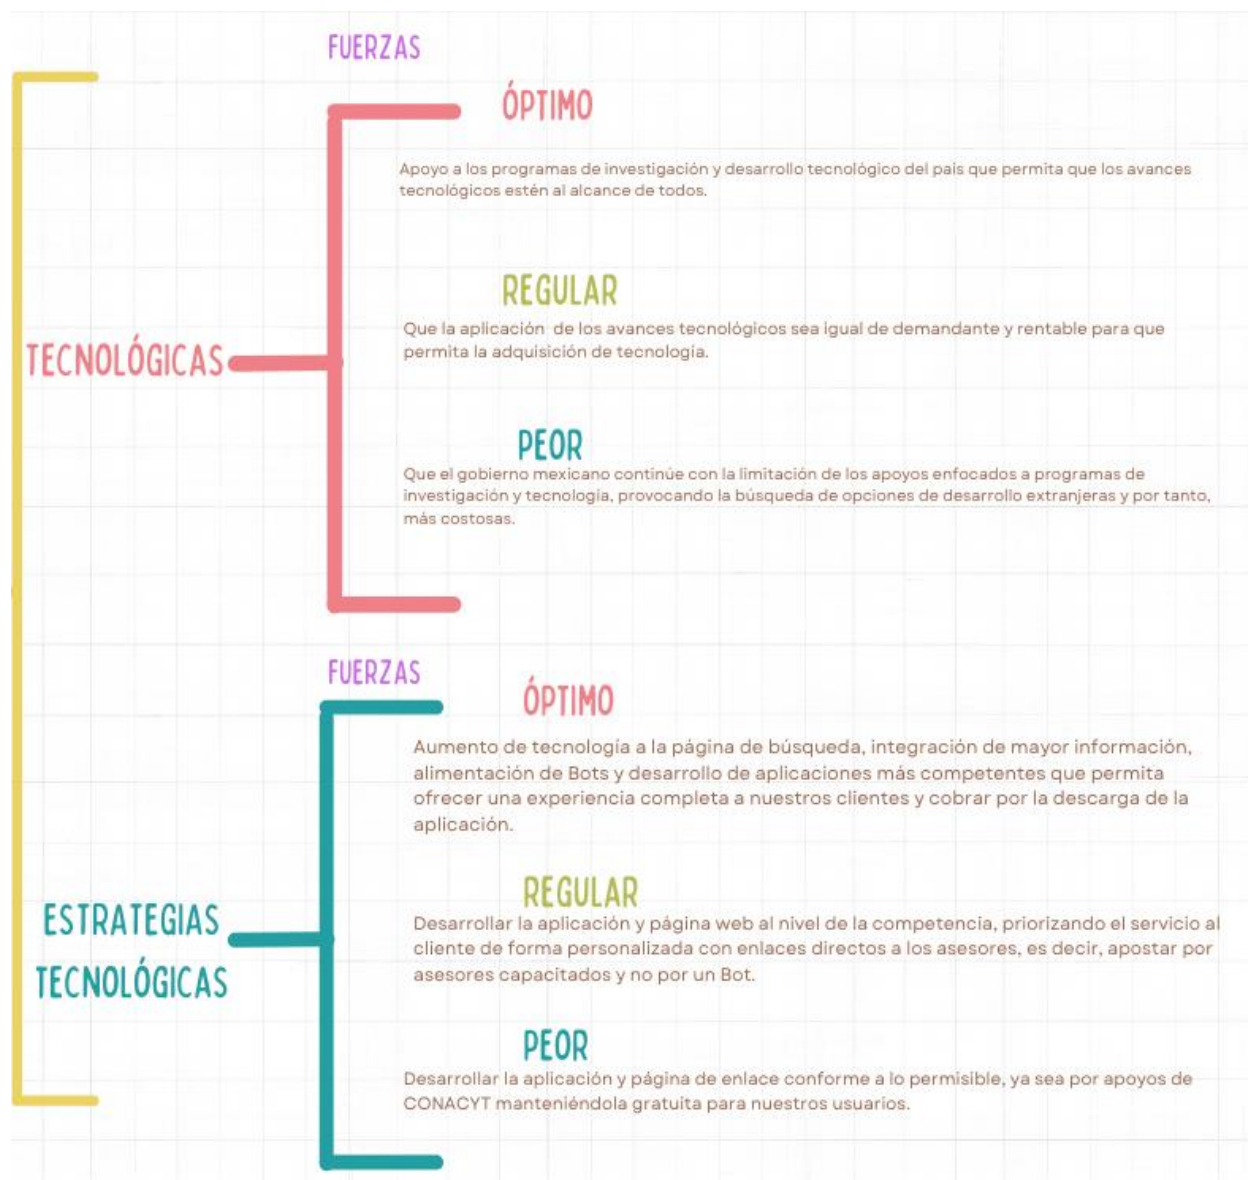 FUERZAS
ÓPTIMO
Apoyo a los programas de investigación y desarrollo tecnológico del país que permita que los avances
tecnológicos estén al alcance de todos.
REGULAR
Que la aplicación de los avances tecnológicos sea igual de demandante y rentable para que
permita la adquisición de tecnología.
TECNOLÓGICAS
PEOR
Que el gobierno mexicano continúe con la limitación de los apoyos enfocados a programas de
investigación y tecnología, provocando la búsqueda de opciones de desarrollo extranjeras y por tanto,
más costosas.
FUERZAS
ÓPTIMO
Aumento de tecnología a la página de búsqueda, integración de mayor información,
alimentación de Bots y desarrollo de aplicaciones más competentes que permita
ofrecer una experiencia completa a nuestros clientes y cobrar por la descarga de la
aplicación.
REGULAR
Desarrollar la aplicación y página web al nivel de la competencia, priorizando el servicio al
cliente de forma personalizada con enlaces directos a los asesores, es decir, apostar por
asesores capacitados y no por un Bot.
ESTRATEGIAS
TECNOLÓGICAS
PEOR
Desarrollar la aplicación y página de enlace conforme a lo permisible, ya sea por apoyos de
CONACYT manteniéndola gratuita para nuestros usuarios.